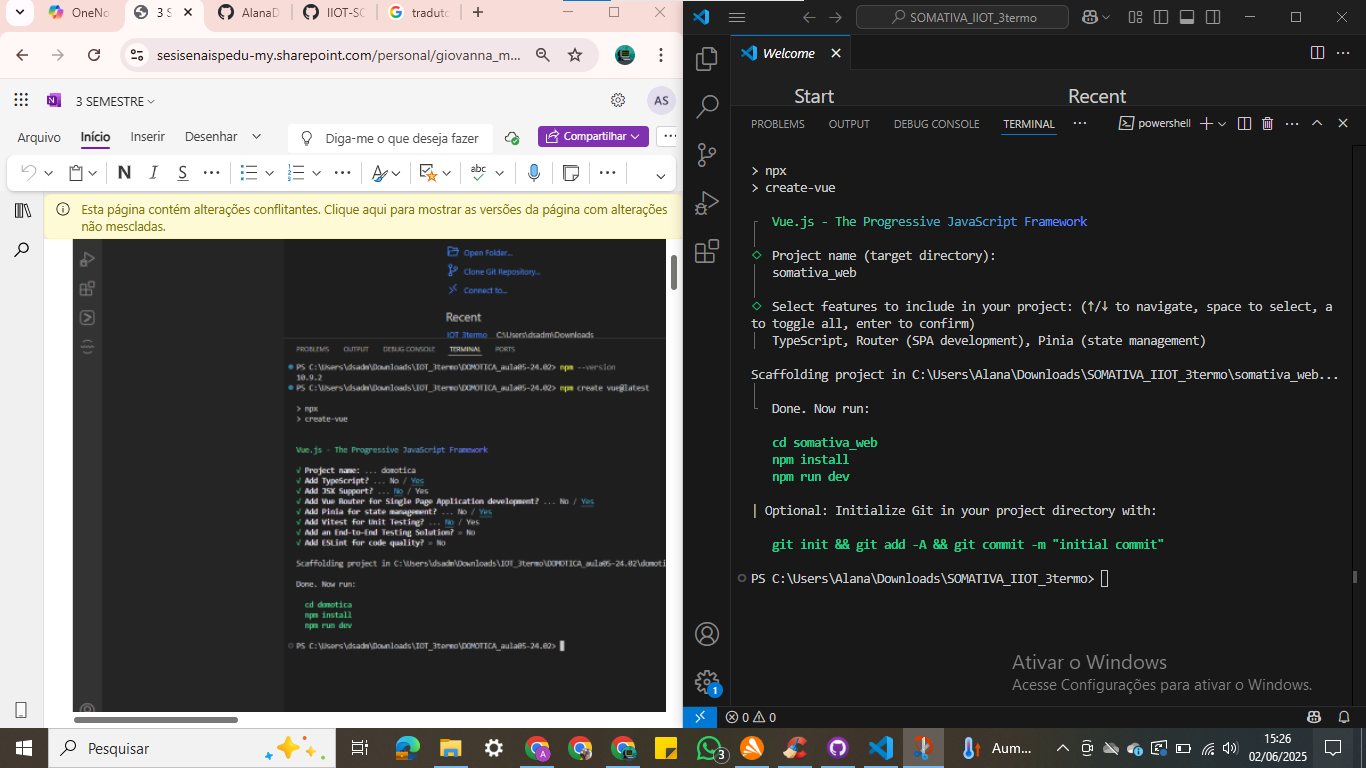 OneNo
3 S
AlanaD
IIOT-SC
traduto
sesisenaispedu-my.sharepoint.com/personal/giovanna_m...
3 SEMESTRE
AS
Arquivo
Início
Inserir
Desenhar
Diga-me o que deseja fazer
Compartilhar
N I S
abc
Esta página contém alterações conflitantes. Clique aqui para mostrar as versões da página com alterações
não mescladas.
Open Folder...
Clone Git Repository...
Connect to...
Recent
IOT_3termo C:\Users\dsadm\Downloads
PROBLEMS OUTPUT DEBUG CONSOLE TERMINAL PORTS
PS C:\Users\dsadm\Downloads\IOT_3termo\DOMOTICA_aula05-24.02> npm --version
10.9.2
PS C:\Users\dsadm\Downloads\IOT_3termo\DOMOTICA_aula05-24.02> npm create vue@latest
> npx
> create-vue
Vue.js - The Progressive JavaScript Framework
√ Project name: ... domotica
√ Add TypeScript? ... No / Yes
√ Add JSX Support? ... No / Yes
√ Add Vue Router for Single Page Application development? ... No / Yes
√ Add Pinia for state management? ... No / Yes
√ Add Vitest for Unit Testing? ... No / Yes
√ Add an End-to-End Testing Solution? » No
√ Add ESLint for code quality? » No
Scaffolding project in C:\Users\dsadm\Downloads\IOT_3termo\DOMOTICA_aula05-24.02\domoti
Done. Now run:
cd domotica
npm install
npm run dev
PS C:\Users\dsadm\Downloads\IOT_3termo\DOMOTICA_aula05-24.02>
SOMATIVA_IIOT_3termo
Welcome
Start
Recent
PROBLEMS
OUTPUT
DEBUG CONSOLE
TERMINAL
powershell
> npx
> create-vue
Vue.js - The Progressive JavaScript Framework
Project name (target directory):
somativa_web
Select features to include in your project: (↑/↓ to navigate, space to select, a
to toggle all, enter to confirm)
TypeScript, Router (SPA development), Pinia (state management)
Scaffolding project in C:\Users\Alana\Downloads\SOMATIVA_IIOT_3termo\somativa_web...
Done. Now run:
cd somativa_web
npm install
npm run dev
| Optional: Initialize Git in your project directory with:
git init && git add -A && git commit -m "initial commit"
PS C:\Users\Alana\Downloads\SOMATIVA_IIOT_3termo>
Ativar o Windows
Acesse Configurações para ativar o Windows.
1
0 0
Pesquisar
A
3
Aum...
15:26
02/06/2025